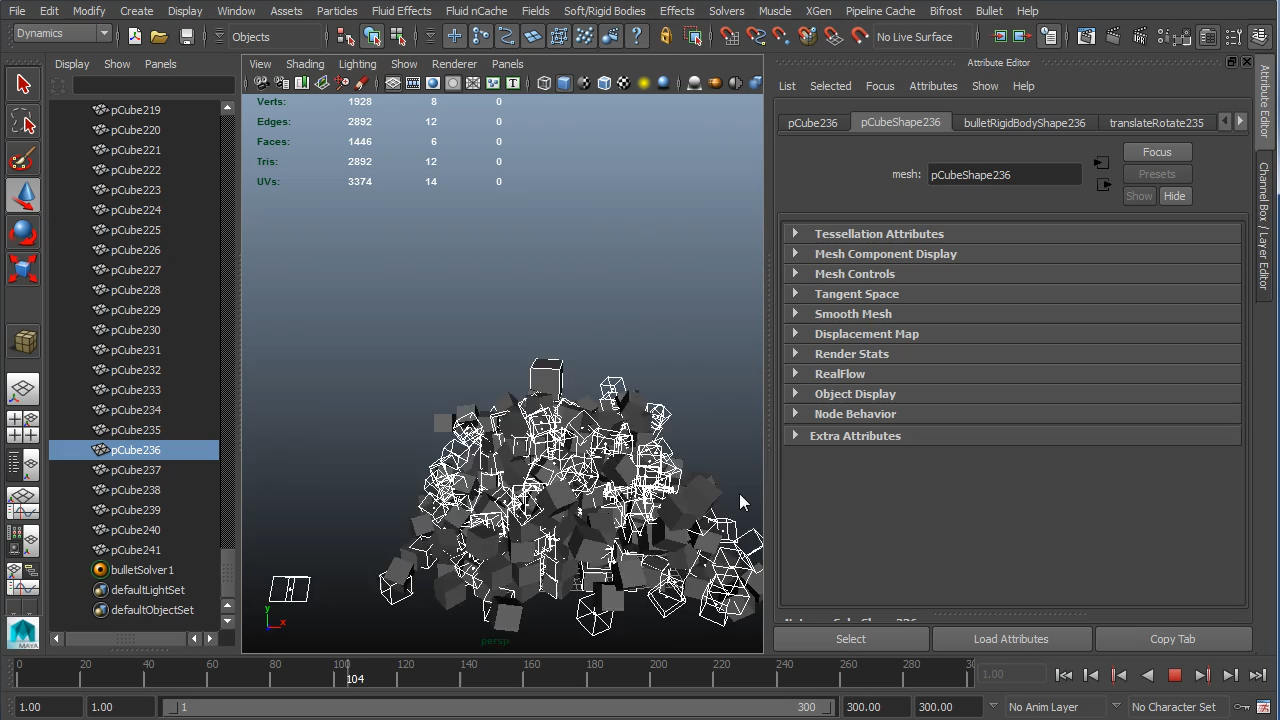 File Edit Modify Create Display Window Assets Particles Fluid Effects Fluid nCache Fields Soft/Rigid Bodies Effects Solvers Muscle XGen Pipeline Cache Bifrost Bullet Help
Dynamics Objects No Live Surface
Display Show Panels
View Shading Lighting Show Renderer Panels
Attribute Editor
List Selected Focus Attributes Show Help
pCube219
pCube220
pCube221
pCube222
pCube223
pCube224
pCube225
pCube226
pCube227
pCube228
pCube229
pCube230
pCube231
pCube232
pCube233
pCube234
pCube235
pCube236
pCube237
pCube238
pCube239
pCube240
pCube241
bulletSolver1
defaultLightSet
defaultObjectSet
MAYA
Verts: 1928 8 0
Edges: 2892 12 0
Faces: 1446 6 0
Tris: 2892 12 0
UVs: 3374 14 0
y
x
persp
pCube236 pCubeShape236 bulletRigidBodyShape236 translateRotate235
mesh: pCubeShape236
Focus
Presets
Show Hide
Tessellation Attributes
Mesh Component Display
Mesh Controls
Tangent Space
Smooth Mesh
Displacement Map
Render Stats
RealFlow
Object Display
Node Behavior
Extra Attributes
Select Load Attributes Copy Tab
Attribute Editor
Channel Box / Layer Editor
0 20 40 60 80 100 120 140 160 180 200 220 240 260 280
104
1.00
1.00 1.00 1 300 300.00 300.00 No Anim Layer No Character Set